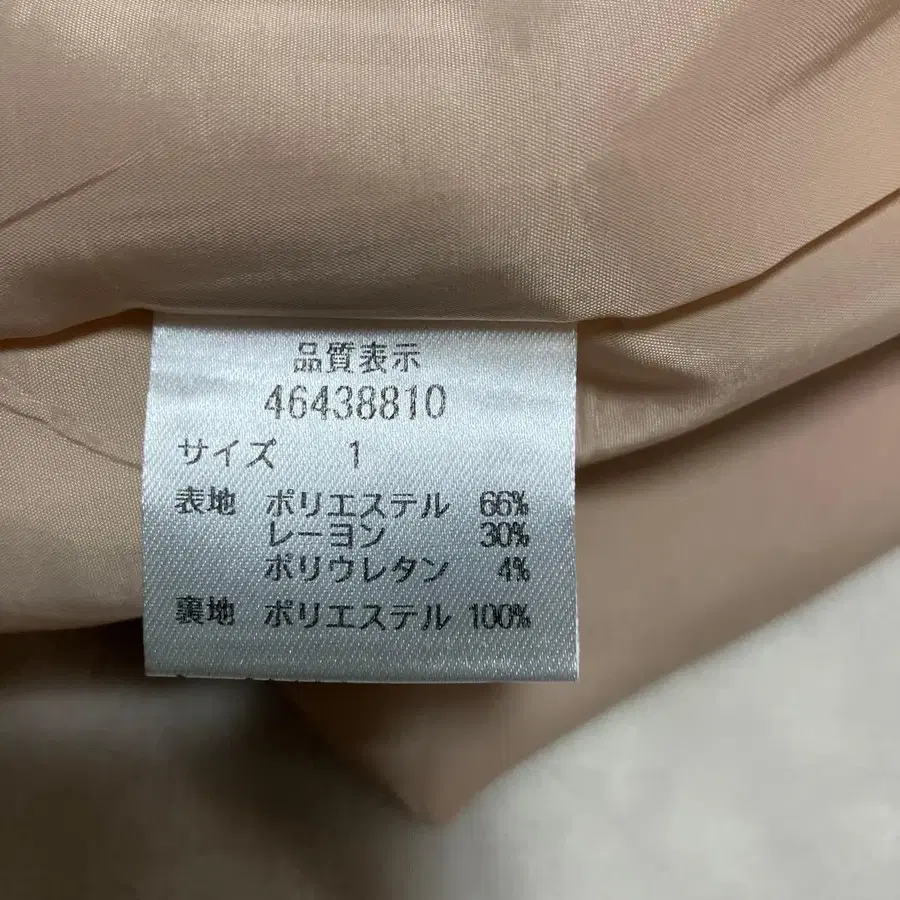 品質表示
46438810
サイズ 1
表地 ポリエステル 66%
レーヨン 30%
ポリウレタン 4%
裏地 ポリエステル 100%